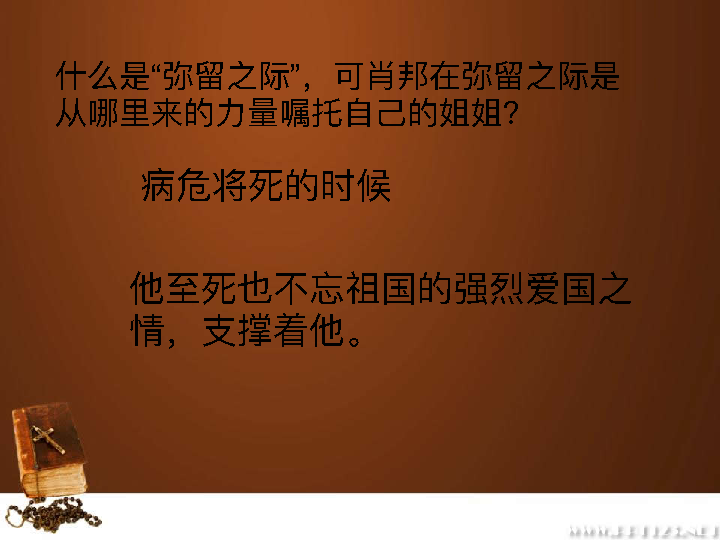 什么是“弥留之际”，可肖邦在弥留之际是
从哪里来的力量嘱托自己的姐姐?
病危将死的时候
他至死也不忘祖国的强烈爱国之
情，支撑着他。